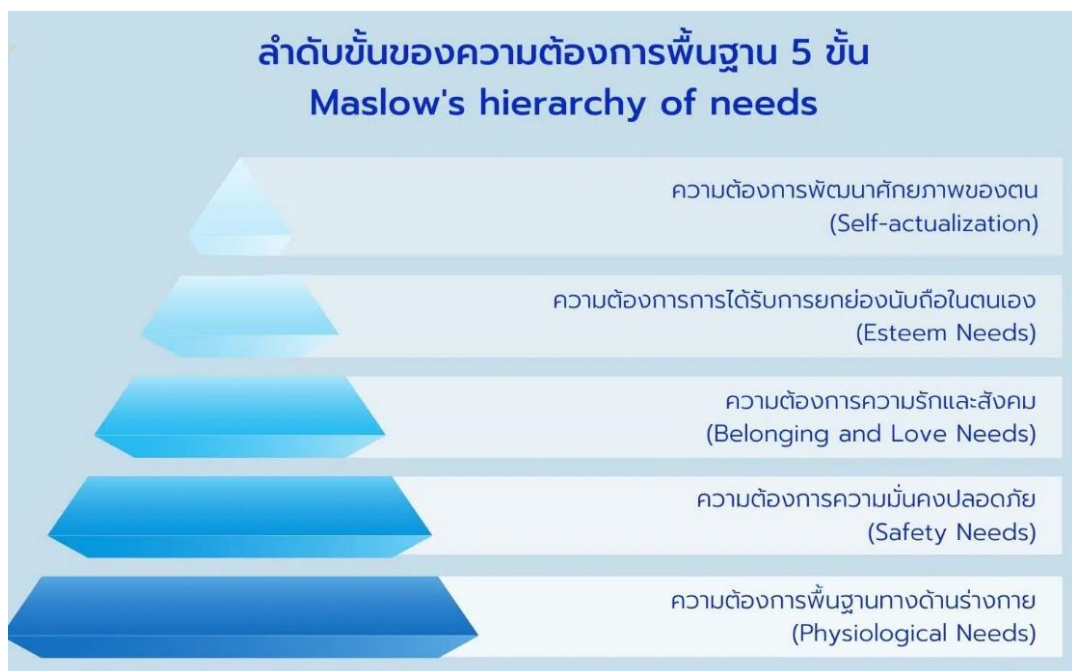 ลำดับขั้นของความต้องการพื้นฐาน 5 ขั้น
Maslow's hierarchy of needs
ความต้องการพัฒนาศักยภาพของตน
(Self-actualization)
ความต้องการการได้รับการยกย่องนับถือในตนเอง
(Esteem Needs)
ความต้องการความรักและสังคม
(Belonging and Love Needs)
ความต้องการความมั่นคงปลอดภัย
(Safety Needs)
ความต้องการพื้นฐานทางด้านร่างกาย
(Physiological Needs)